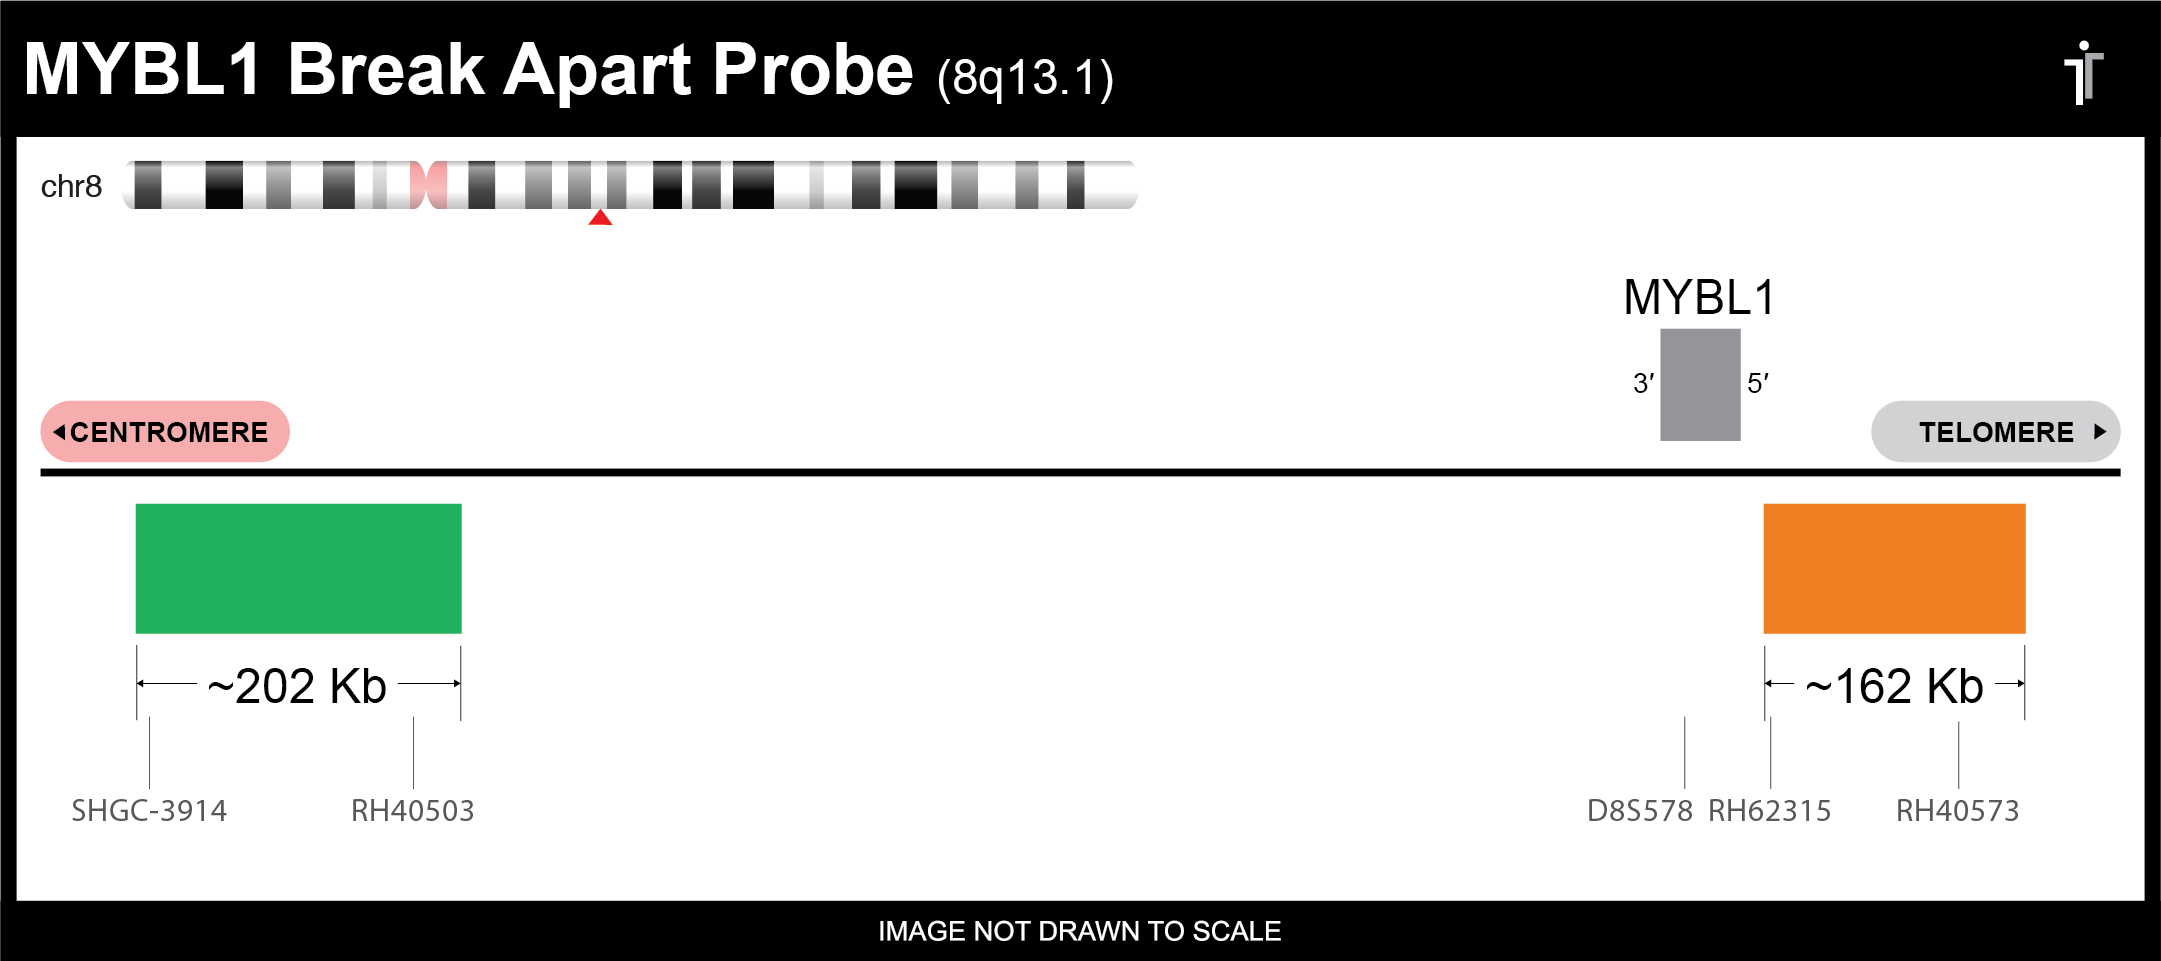 MYBL1 Break Apart Probe (8q13.1)
chr8
MYBL1
3′ 5′
◄CENTROMERE
TELOMERE ►
~202 Kb
~162 Kb
SHGC-3914
RH40503
D8S578
RH62315
RH40573
IMAGE NOT DRAWN TO SCALE